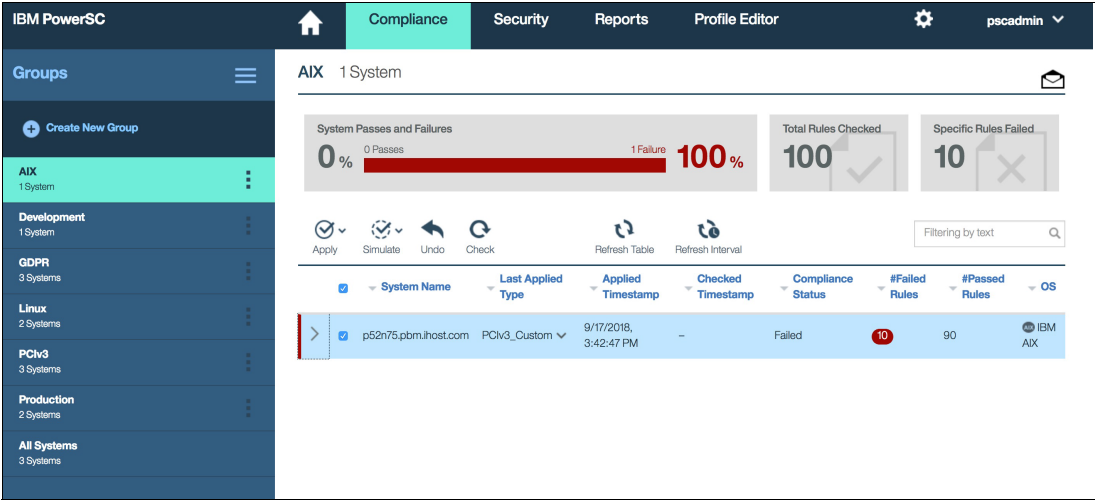 IBM PowerSC
Compliance
Security
Reports
Profile Editor
pscadmin
Groups
Create New Group
AIX
1 System
Development
1 System
GDPR
3 Systems
Linux
2 Systems
PCIv3
3 Systems
Production
2 Systems
All Systems
3 Systems
AIX 1 System
System Passes and Failures
0 %
0 Passes
1 Failure
100 %
Total Rules Checked
100
Specific Rules Failed
10
Apply
Simulate
Undo
Check
Refresh Table
Refresh Interval
Filtering by text
System Name
Last Applied
Type
Applied
Timestamp
Checked
Timestamp
Compliance
Status
#Failed
Rules
#Passed
Rules
OS
p52n75.pbm.ihost.com
PCIv3_Custom
9/17/2018,
3:42:47 PM
–
Failed
10
90
AIX IBM
AIX